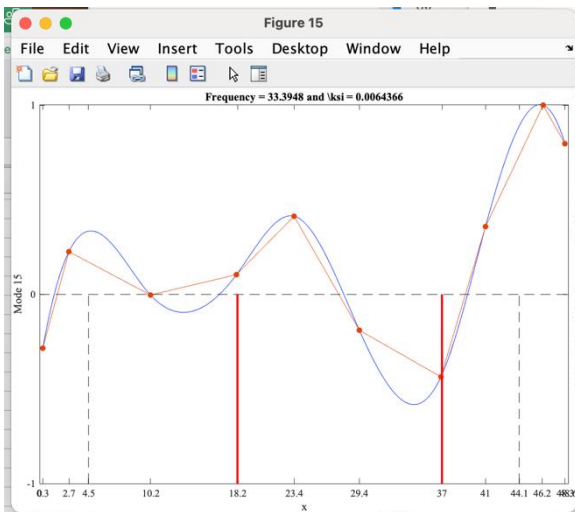 Figure 15
File Edit View Insert Tools Desktop Window Help
Frequency = 33.3948 and \ksi = 0.0064366
1
0
-1
Mode 15
0.3 2.7 4.5 10.2 18.2 23.4 29.4 37 41 44.1 46.2
x